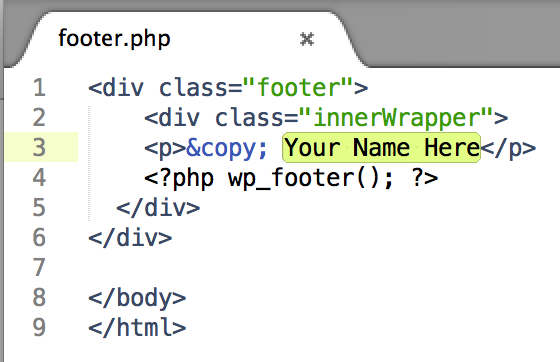 footer.php ×
1 <div class="footer">
2 <div class="innerWrapper">
3 <p>&copy; Your Name Here</p>
4 <?php wp_footer(); ?>
5 </div>
6 </div>
7
8 </body>
9 </html>